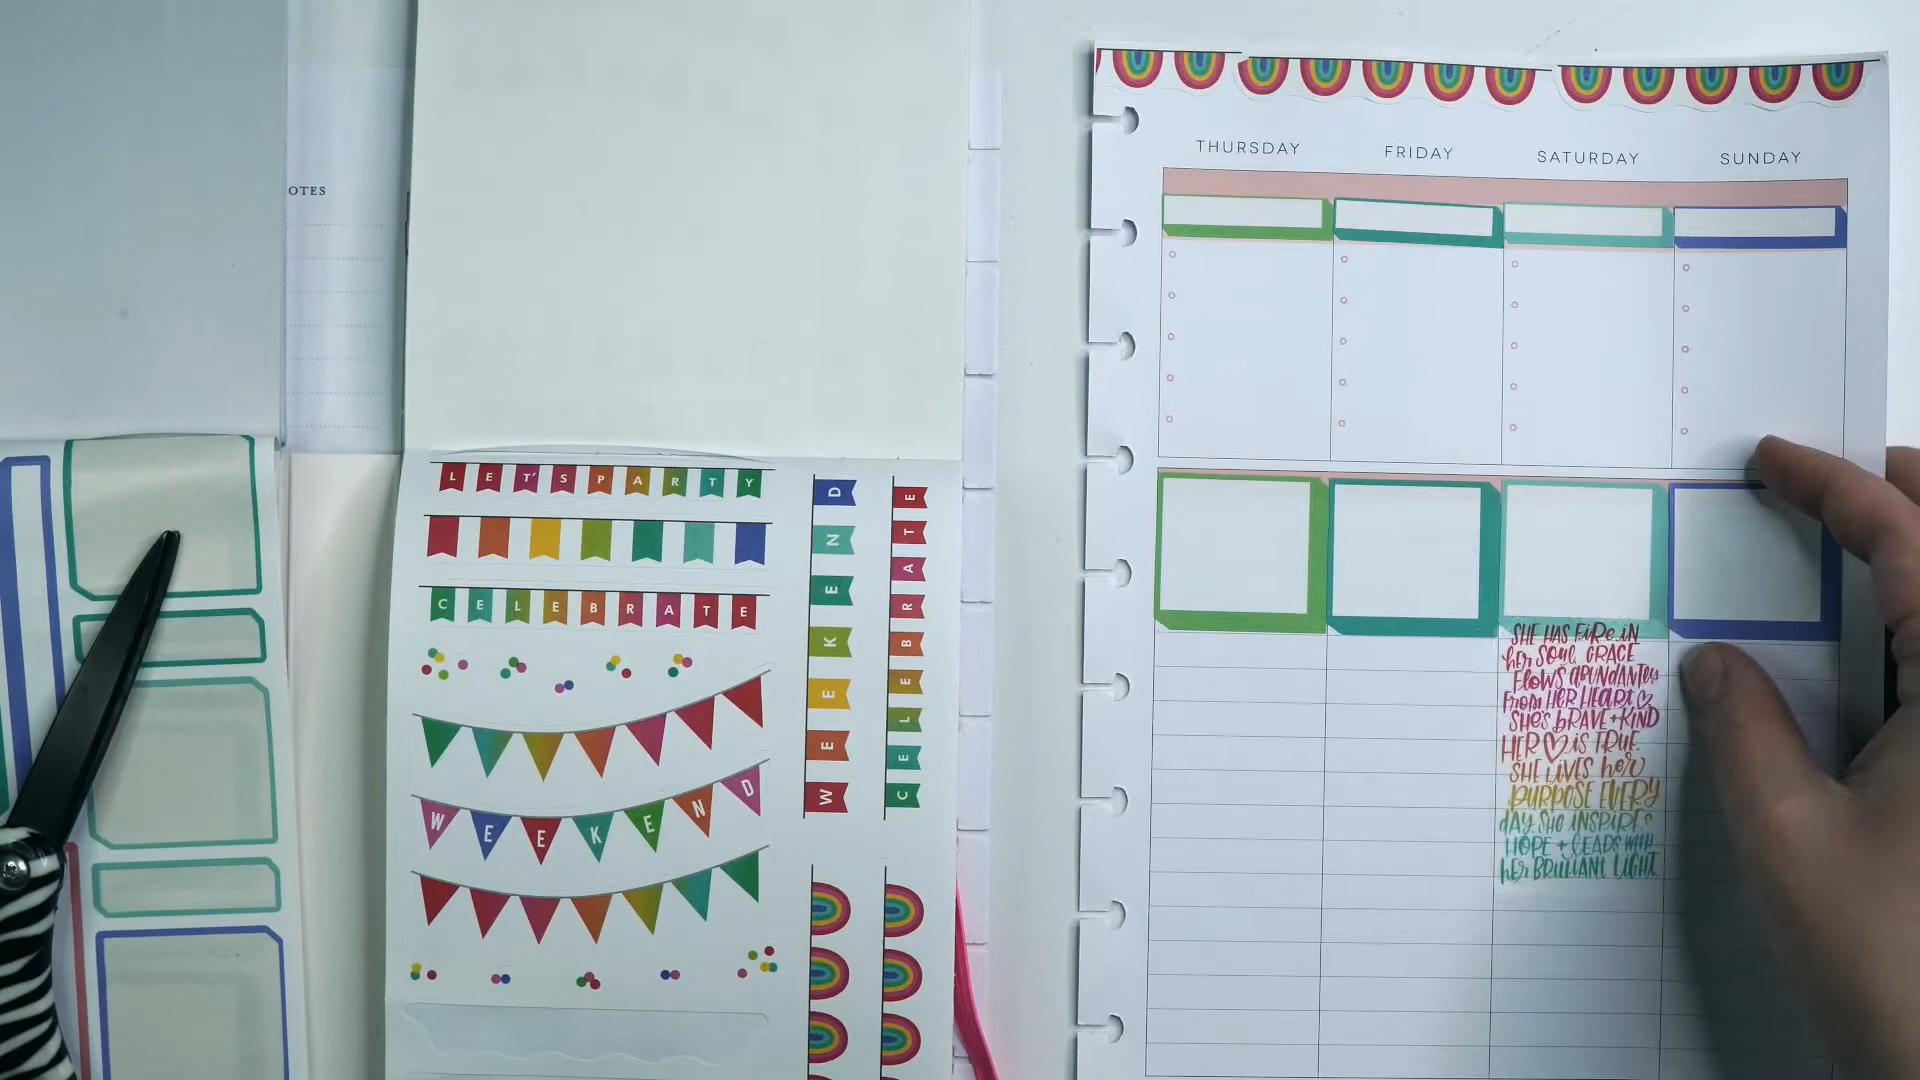 OTES
LET'S PARTY
CELEBRATE
WEEKEND
WEEKEND
CELEBRATE
THURSDAY FRIDAY SATURDAY SUNDAY
SHE HAS FiRe iN
her SOUL GRACE
FLOWS abUNDANTLy
From HER HEART
SHE'S bRAVE + KIND
HER IS TRUE.
SHE LIVES her
PURPOSE EVERY
day. She INSPIRES
HOPE + LEADS WITH
her BRILLIANT LIGHT.